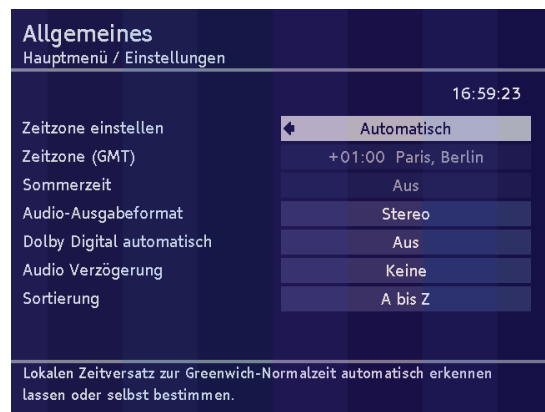 Allgemeines
Hauptmenü / Einstellungen
16:59:23
Zeitzone einstellen Automatisch
Zeitzone (GMT) +01:00 Paris, Berlin
Sommerzeit Aus
Audio-Ausgabeformat Stereo
Dolby Digital automatisch Aus
Audio Verzögerung Keine
Sortierung A bis Z
Lokalen Zeitversatz zur Greenwich-Normalzeit automatisch erkennen
lassen oder selbst bestimmen.